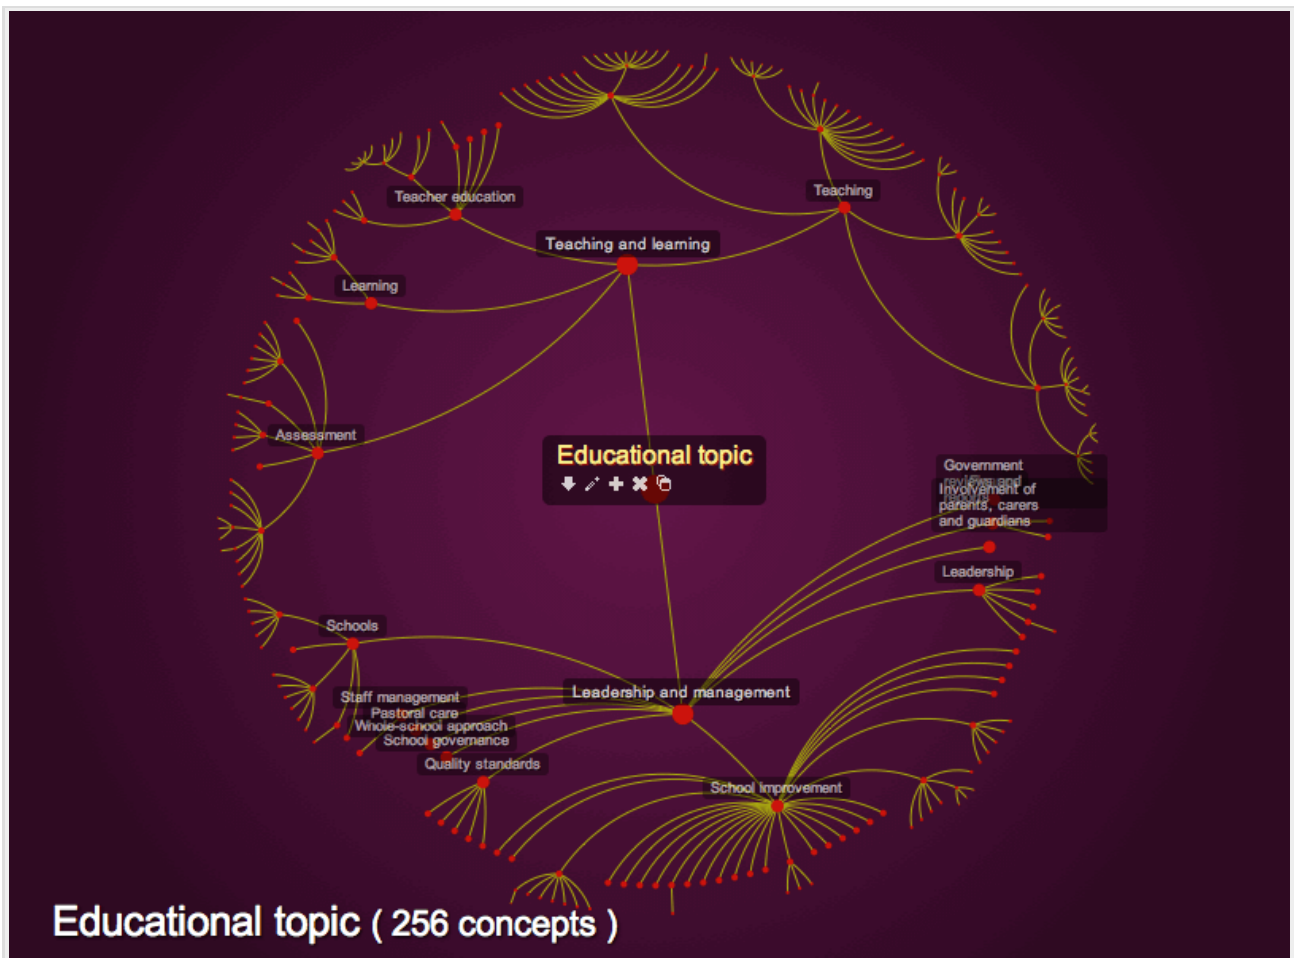 Teacher education
Teaching
Teaching and learning
Learning
Assessment
Educational topic
Government
reviews and
Involvement of
parents, carers
and guardians
Leadership
Schools
Leadership and management
Staff management
Pastoral care
Whole-school approach
School governance
Quality standards
School improvement
Educational topic ( 256 concepts )